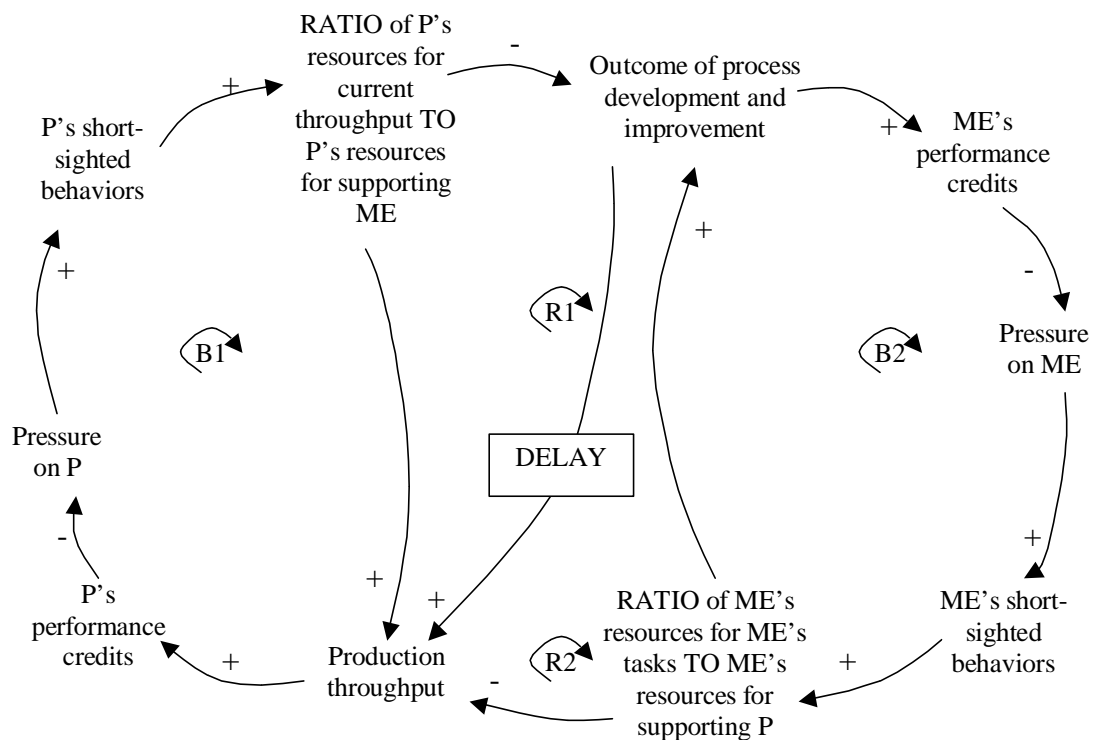 RATIO of P's
resources for
current
throughput TO
P's resources
for supporting
ME
-
Outcome of process
development and
improvement
+
ME's
performance
credits
+
P's short-
sighted
behaviors
+
-
+
R1
B1
B2
Pressure
on ME
Pressure
on P
DELAY
-
+
P's
performance
credits
+
+
RATIO of ME's
resources for ME's
tasks TO ME's
resources for
supporting P
ME's short-
sighted
behaviors
+
Production
throughput
R2
-
+